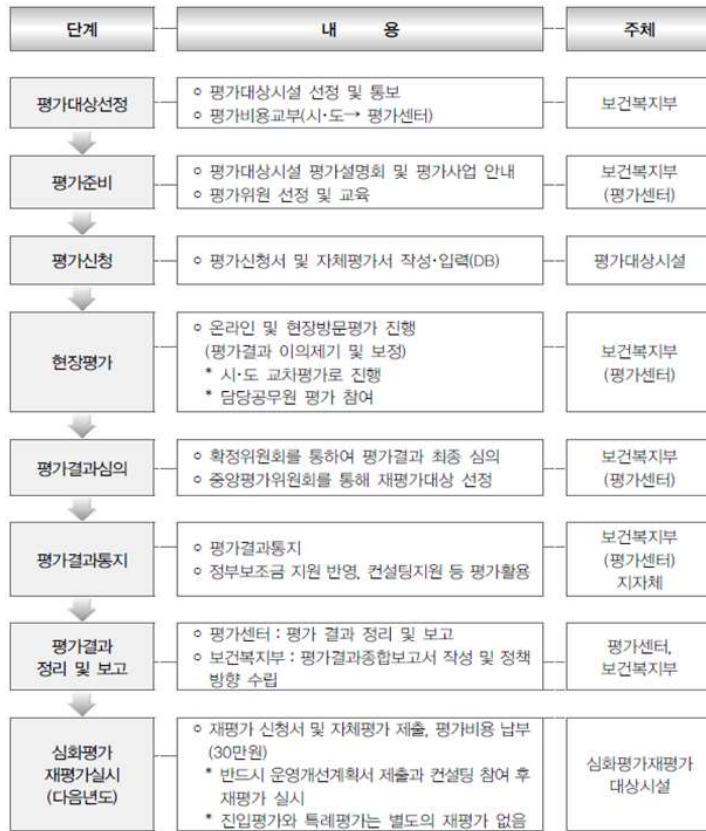 단계
내 용
주체
평가대상선정
○ 평가대상시설 선정 및 통보
○ 평가비용교부(시·도→ 평가센터)
보건복지부
평가준비
○ 평가대상시설 평가설명회 및 평가사업 안내
○ 평가위원 선정 및 교육
보건복지부
(평가센터)
평가신청
○ 평가신청서 및 자체평가서 작성·입력(DB)
평가대상시설
현장평가
○ 온라인 및 현장방문평가 진행
(평가결과 이의제기 및 보정)
* 시·도 교차평가로 진행
* 담당공무원 평가 참여
보건복지부
(평가센터)
평가결과심의
○ 확정위원회를 통하여 평가결과 최종 심의
○ 중앙평가위원회를 통해 재평가대상 선정
보건복지부
(평가센터)
평가결과통지
○ 평가결과통지
○ 정부보조금 지원 반영, 컨설팅지원 등 평가활용
보건복지부
(평가센터)
지자체
평가결과
정리 및 보고
○ 평가센터 : 평가 결과 정리 및 보고
○ 보건복지부 : 평가결과종합보고서 작성 및 정책
방향 수립
평가센터,
보건복지부
심화평가
재평가실시
(다음년도)
○ 재평가 신청서 및 자체평가 제출, 평가비용 납부
(30만원)
* 반드시 운영개선계획서 제출과 컨설팅 참여 후
재평가 실시
* 진입평가와 특례평가는 별도의 재평가 없음
심화평가재평가
대상시설